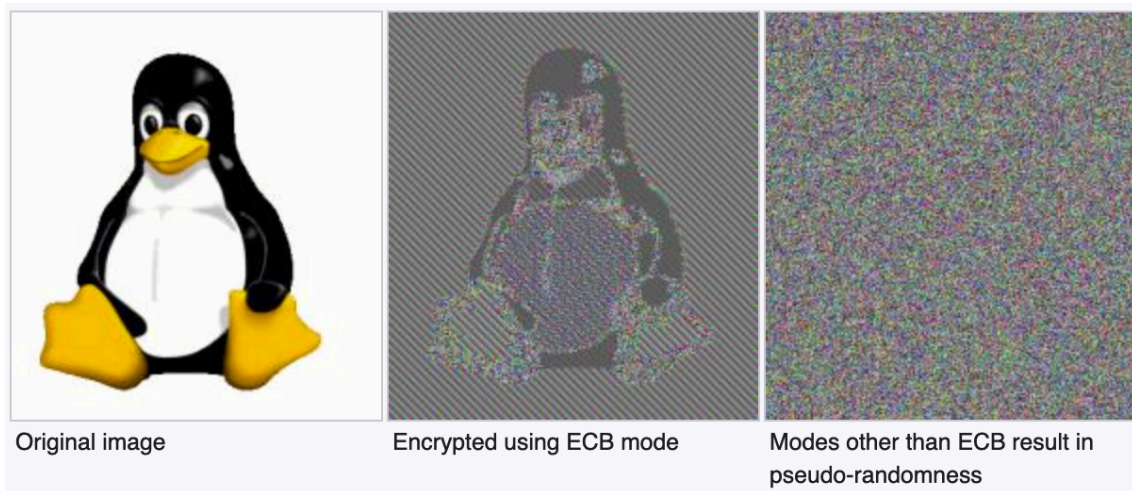 Original image
Encrypted using ECB mode
Modes other than ECB result in
pseudo-randomness